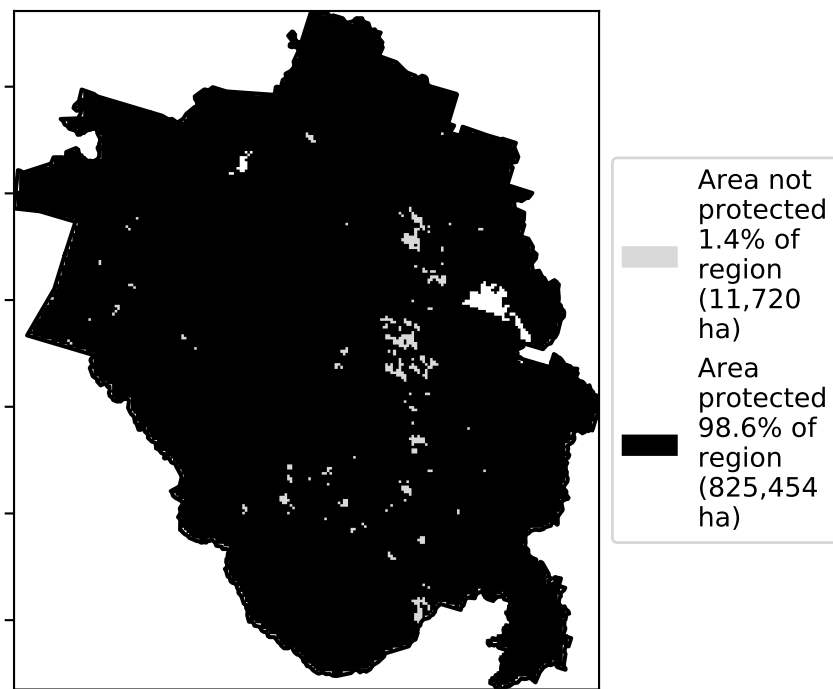 Area not
protected
1.4% of
region
(11,720
ha)
Area
protected
98.6% of
region
(825,454
ha)